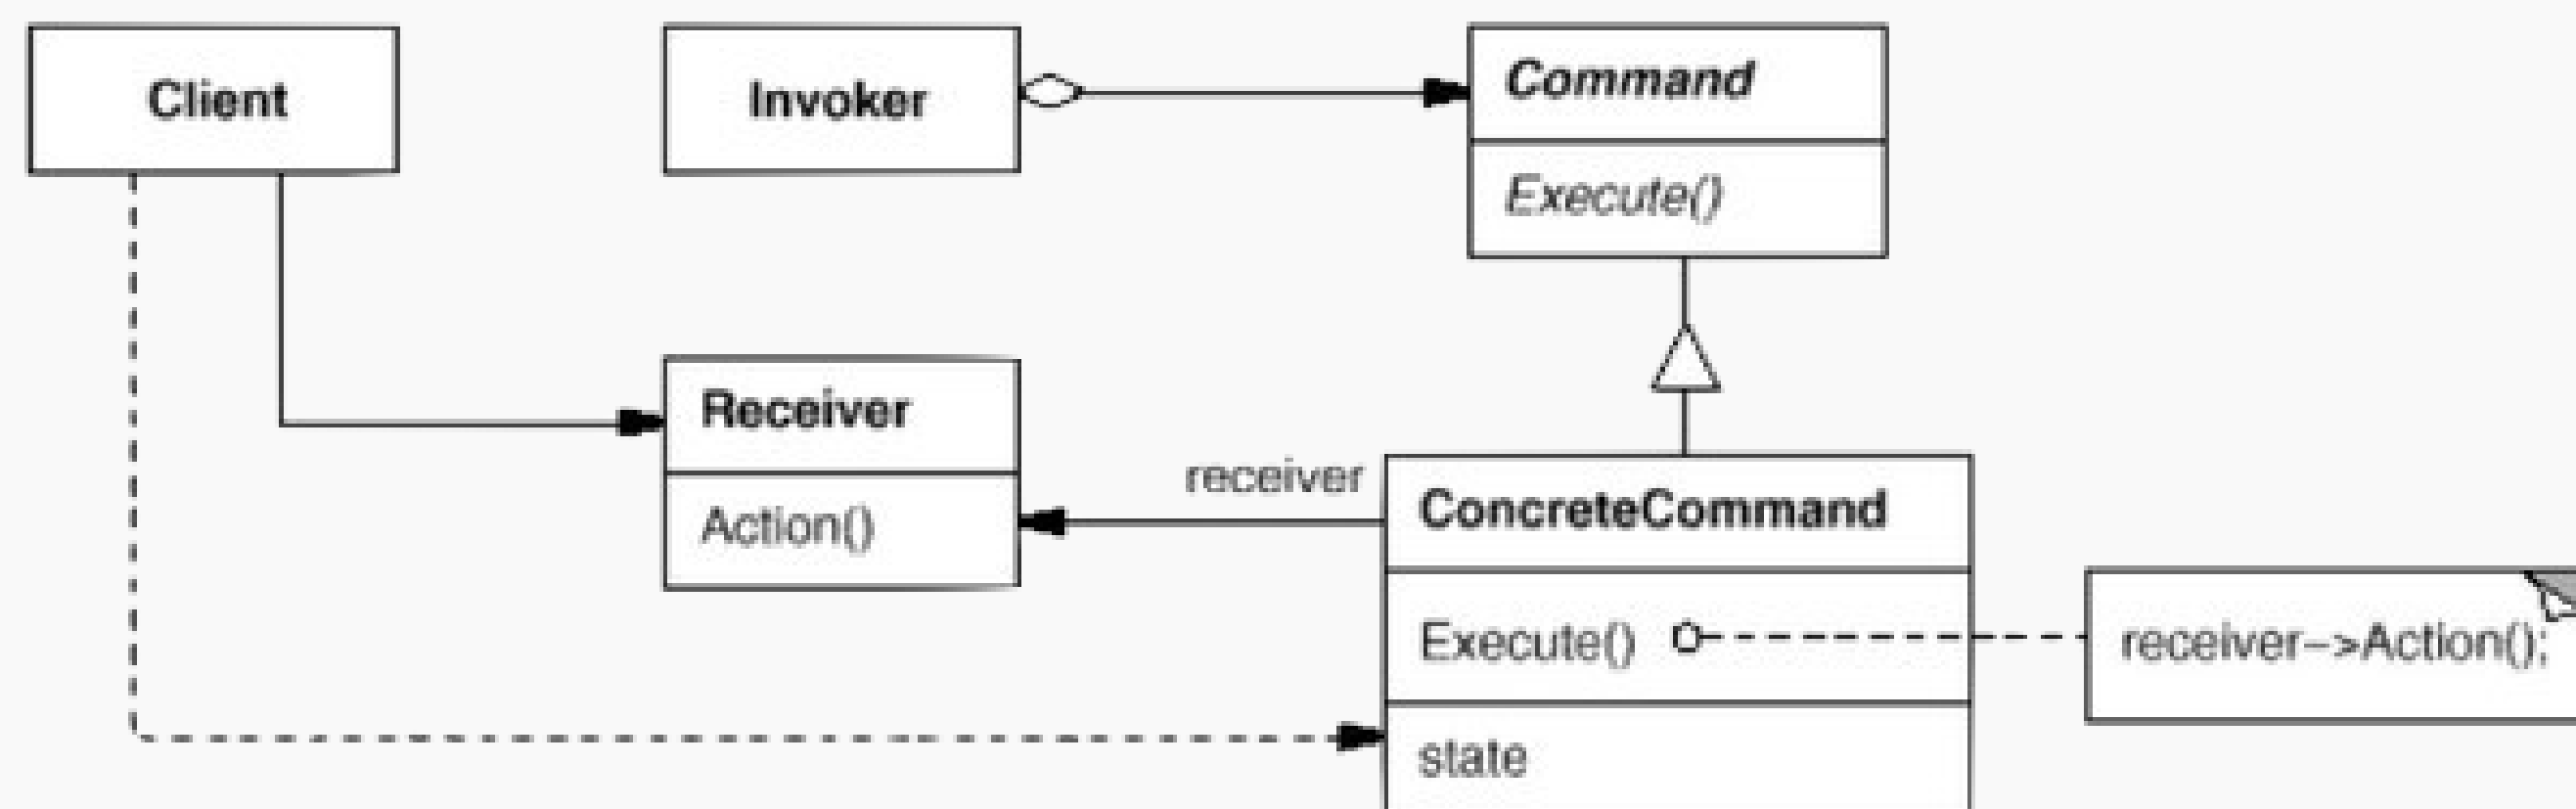 Client
Invoker
Command
Execute()
Receiver
Action()
receiver
ConcreteCommand
Execute()
receiver->Action();
state